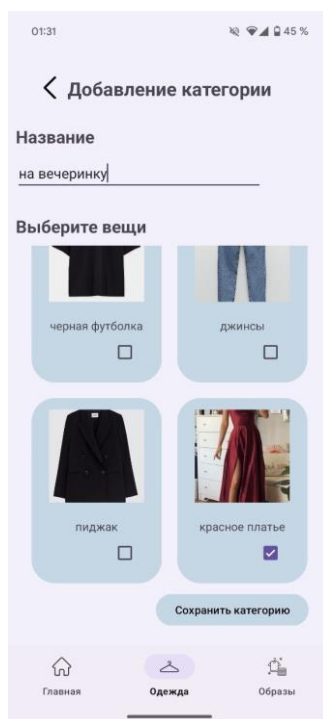 01:31 45 %
Добавление категории
Название
на вечеринку
Выберите вещи
черная футболка джинсы
пиджак красное платье
Сохранить категорию
Главная Одежда Образы